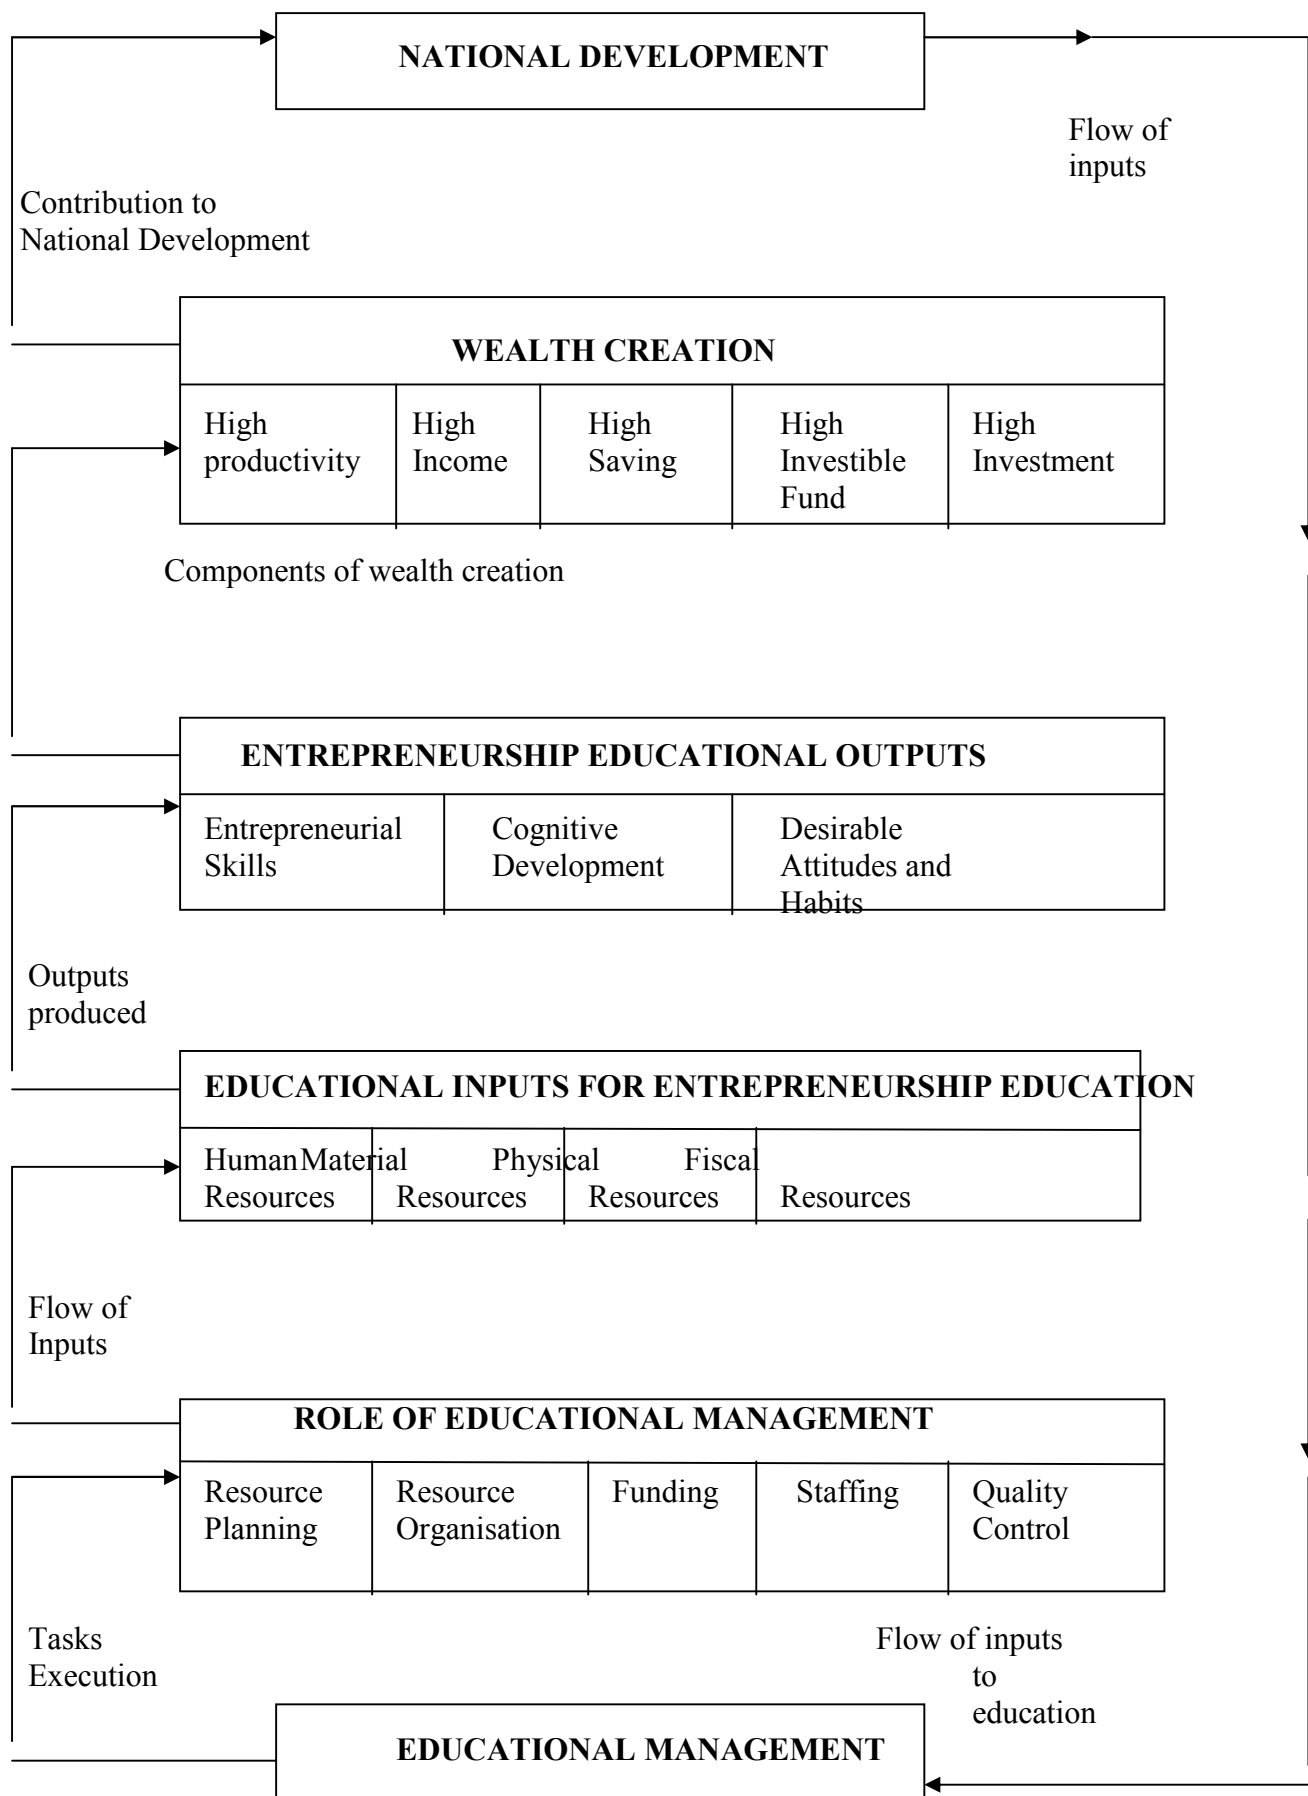 NATIONAL DEVELOPMENT
Flow of
inputs
Contribution to
National Development
WEALTH CREATION
High
productivity
High
Income
High
Saving
High
Investible
Fund
High
Investment
Components of wealth creation
ENTREPRENEURSHIP EDUCATIONAL OUTPUTS
Entrepreneurial
Skills
Cognitive
Development
Desirable
Attitudes and
Habits
Outputs
produced
EDUCATIONAL INPUTS FOR ENTREPRENEURSHIP EDUCATION
Human Material Physical Fiscal
Resources Resources Resources Resources
Flow of
Inputs
ROLE OF EDUCATIONAL MANAGEMENT
Resource
Planning
Resource
Organisation
Funding
Staffing
Quality
Control
Tasks
Execution
Flow of inputs
to
education
EDUCATIONAL MANAGEMENT